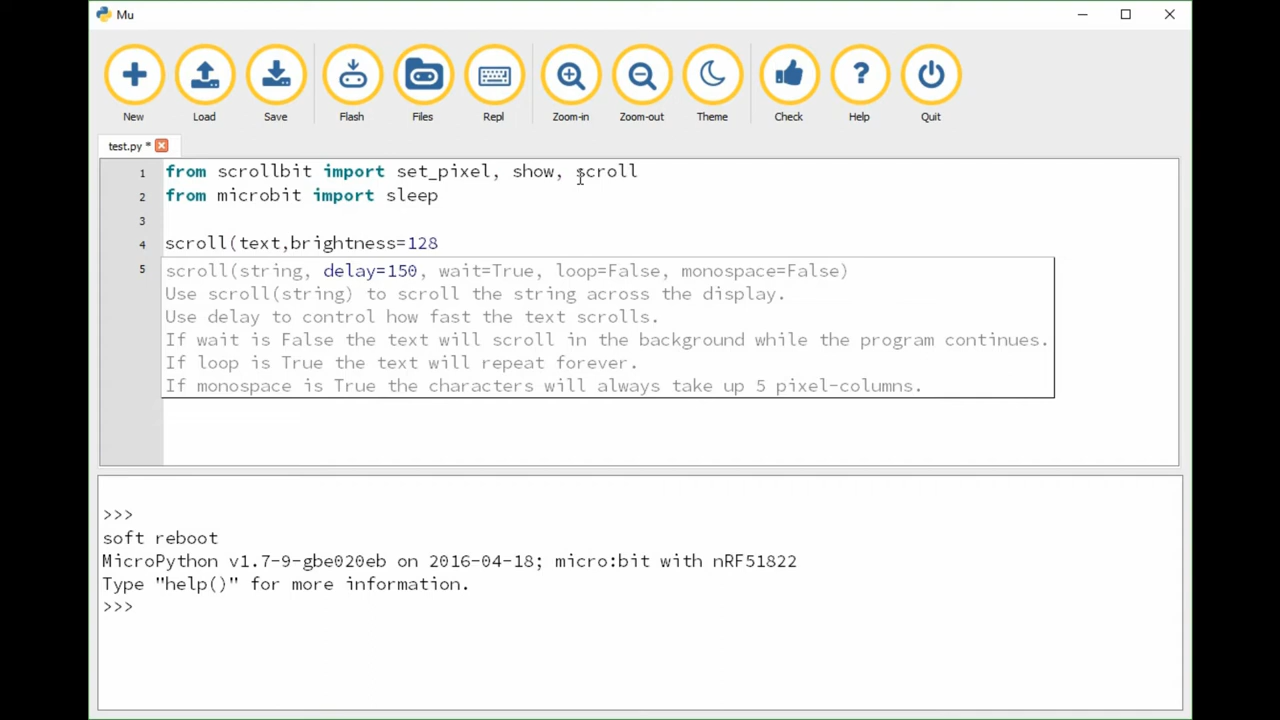 Mu
New Load Save Flash Files Repl Zoom-in Zoom-out Theme Check Help Quit
test.py *
1 from scrollbit import set_pixel, show, scroll
2 from microbit import sleep
3
4 scroll(text,brightness=128
5 scroll(string, delay=150, wait=True, loop=False, monospace=False)
Use scroll(string) to scroll the string across the display.
Use delay to control how fast the text scrolls.
If wait is False the text will scroll in the background while the program continues.
If loop is True the text will repeat forever.
If monospace is True the characters will always take up 5 pixel-columns.
>>>
soft reboot
MicroPython v1.7-9-gbe020eb on 2016-04-18; micro:bit with nRF51822
Type "help()" for more information.
>>>